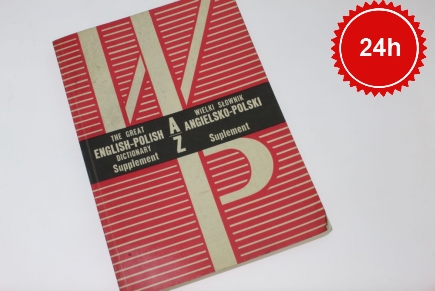 24h
W
THE GREAT
ENGLISH-POLISH
DICTIONARY
Supplement
A
Z
WIELKI SŁOWNIK
ANGIELSKO-POLSKI
Suplement
P